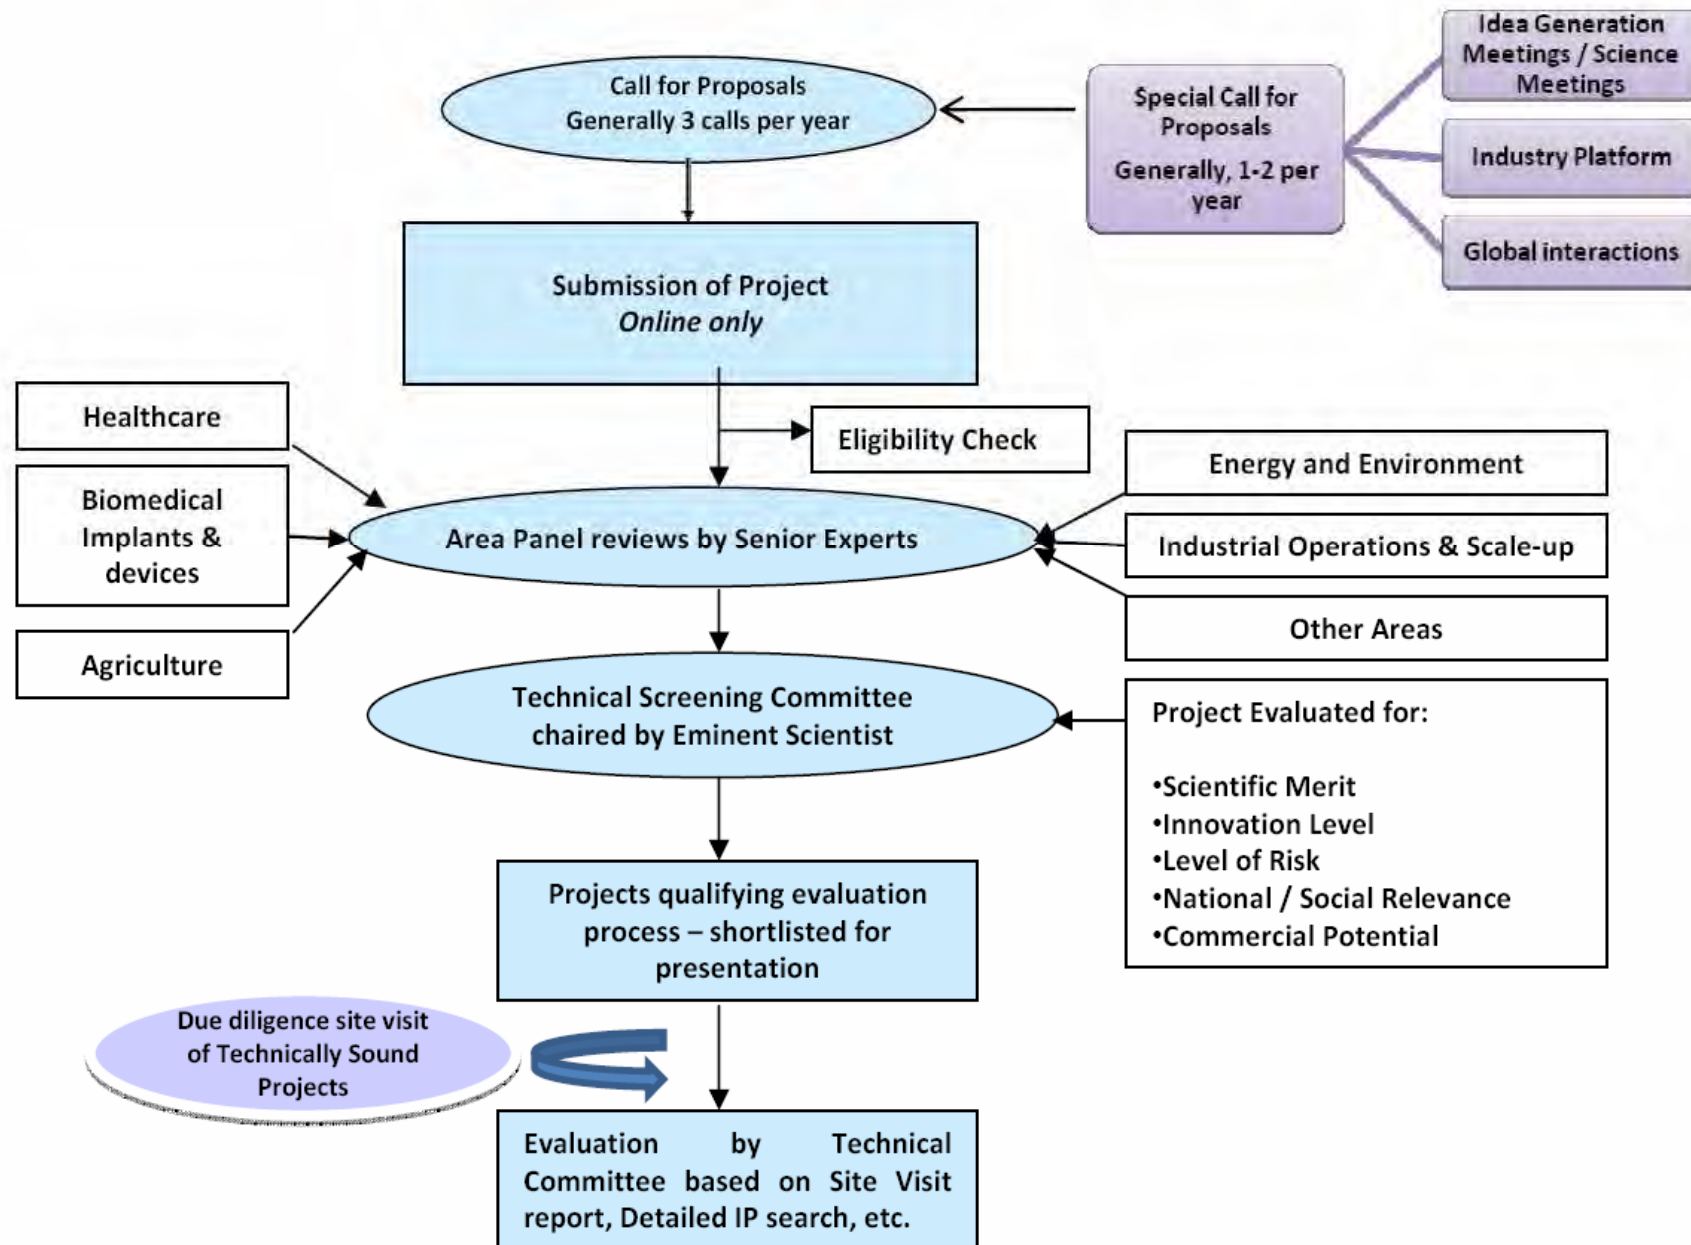 Call for Proposals
Generally 3 calls per year
Special Call for
Proposals
Generally, 1-2 per
year
Idea Generation
Meetings / Science
Meetings
Industry Platform
Global interactions
Submission of Project
Online only
Eligibility Check
Healthcare
Biomedical
Implants &
devices
Agriculture
Area Panel reviews by Senior Experts
Energy and Environment
Industrial Operations & Scale-up
Other Areas
Technical Screening Committee
chaired by Eminent Scientist
Project Evaluated for:
•Scientific Merit
•Innovation Level
•Level of Risk
•National / Social Relevance
•Commercial Potential
Projects qualifying evaluation
process – shortlisted for
presentation
Due diligence site visit
of Technically Sound
Projects
Evaluation by Technical
Committee based on Site Visit
report, Detailed IP search, etc.